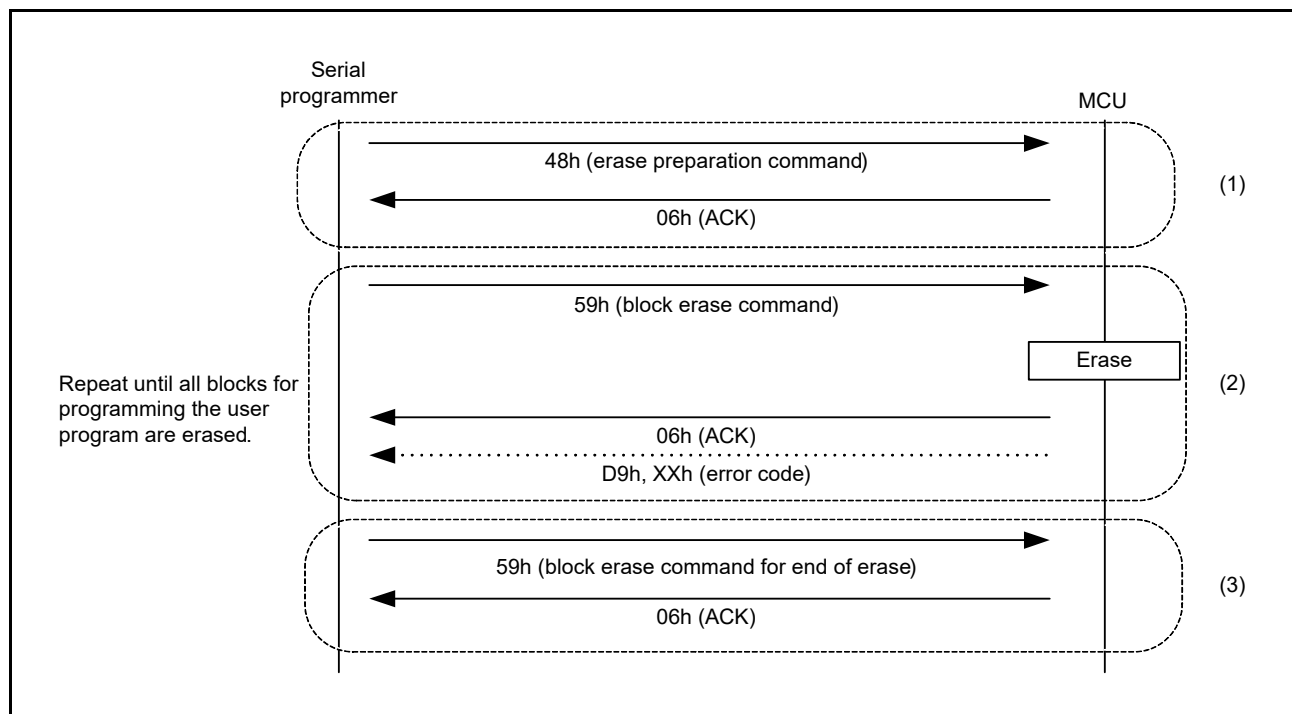 Serial
programmer
MCU
48h (erase preparation command)
(1)
06h (ACK)
59h (block erase command)
Erase
Repeat until all blocks for
programming the user
program are erased.
(2)
06h (ACK)
D9h, XXh (error code)
59h (block erase command for end of erase)
(3)
06h (ACK)